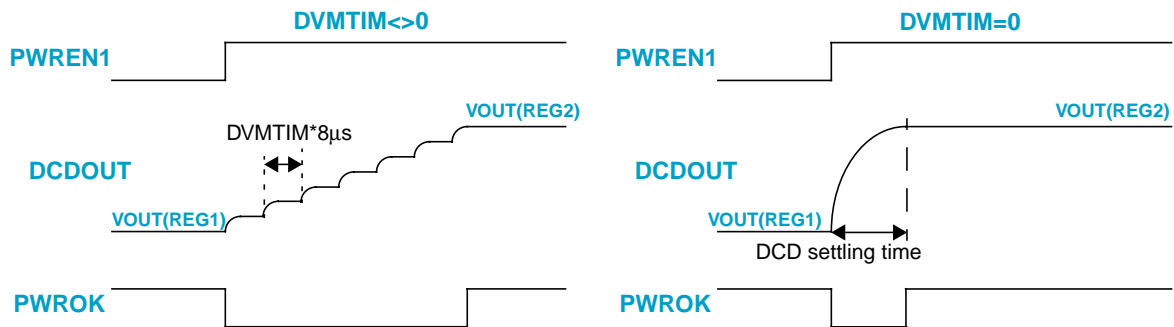 DVMTIM<>0
PWREN1
VOUT(REG2)
DVMTIM*8μs
DCDOUT
VOUT(REG1)
PWROK
DVMTIM=0
PWREN1
VOUT(REG2)
DCDOUT
VOUT(REG1)
DCD settling time
PWROK